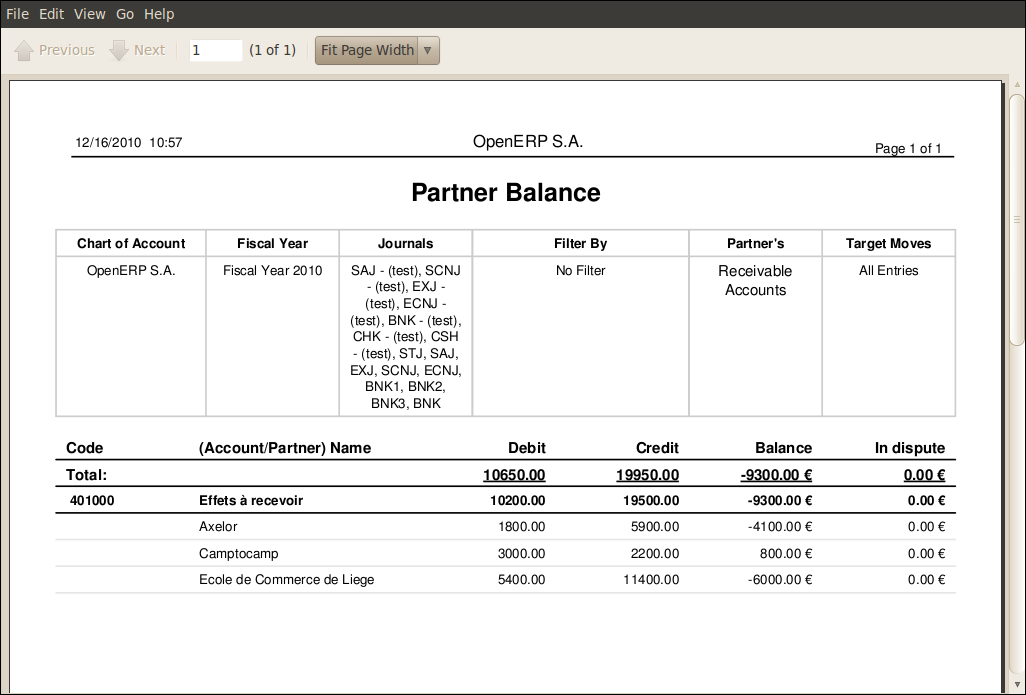 File Edit View Go Help
Previous Next 1 (1 of 1) Fit Page Width
12/16/2010 10:57 OpenERP S.A. Page 1 of 1
Partner Balance
Chart of Account Fiscal Year Journals Filter By Partner's Target Moves
OpenERP S.A. Fiscal Year 2010 SAJ - (test), SCNJ No Filter Receivable All Entries
- (test), EXJ - Accounts
(test), ECNJ -
(test), BNK - (test),
CHK - (test), CSH
- (test), STJ, SAJ,
EXJ, SCNJ, ECNJ,
BNK1, BNK2,
BNK3, BNK
Code (Account/Partner) Name Debit Credit Balance In dispute
Total: 10650.00 19950.00 -9300.00 € 0.00 €
401000 Effets à recevoir 10200.00 19500.00 -9300.00 € 0.00 €
Axelor 1800.00 5900.00 -4100.00 € 0.00 €
Camptocamp 3000.00 2200.00 800.00 € 0.00 €
Ecole de Commerce de Liege 5400.00 11400.00 -6000.00 € 0.00 €